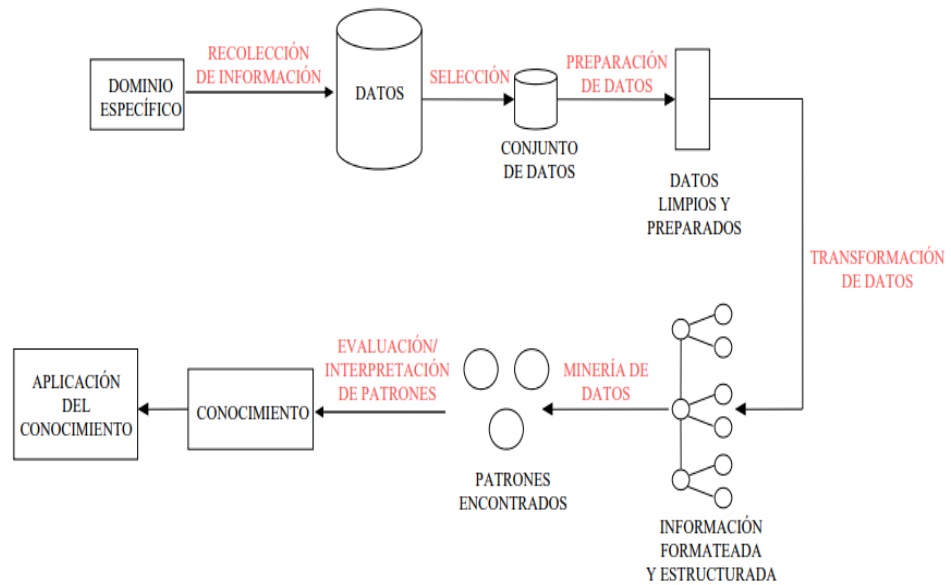 RECOLECCIÓN
DE INFORMACIÓN
DOMINIO
ESPECÍFICO
DATOS
SELECCIÓN
CONJUNTO
DE DATOS
PREPARACIÓN
DE DATOS
DATOS
LIMPIOS Y
PREPARADOS
TRANSFORMACIÓN
DE DATOS
INFORMACIÓN
FORMATEADA
Y ESTRUCTURADA
MINERÍA DE
DATOS
PATRONES
ENCONTRADOS
EVALUACIÓN/
INTERPRETACIÓN
DE PATRONES
CONOCIMIENTO
APLICACIÓN
DEL
CONOCIMIENTO